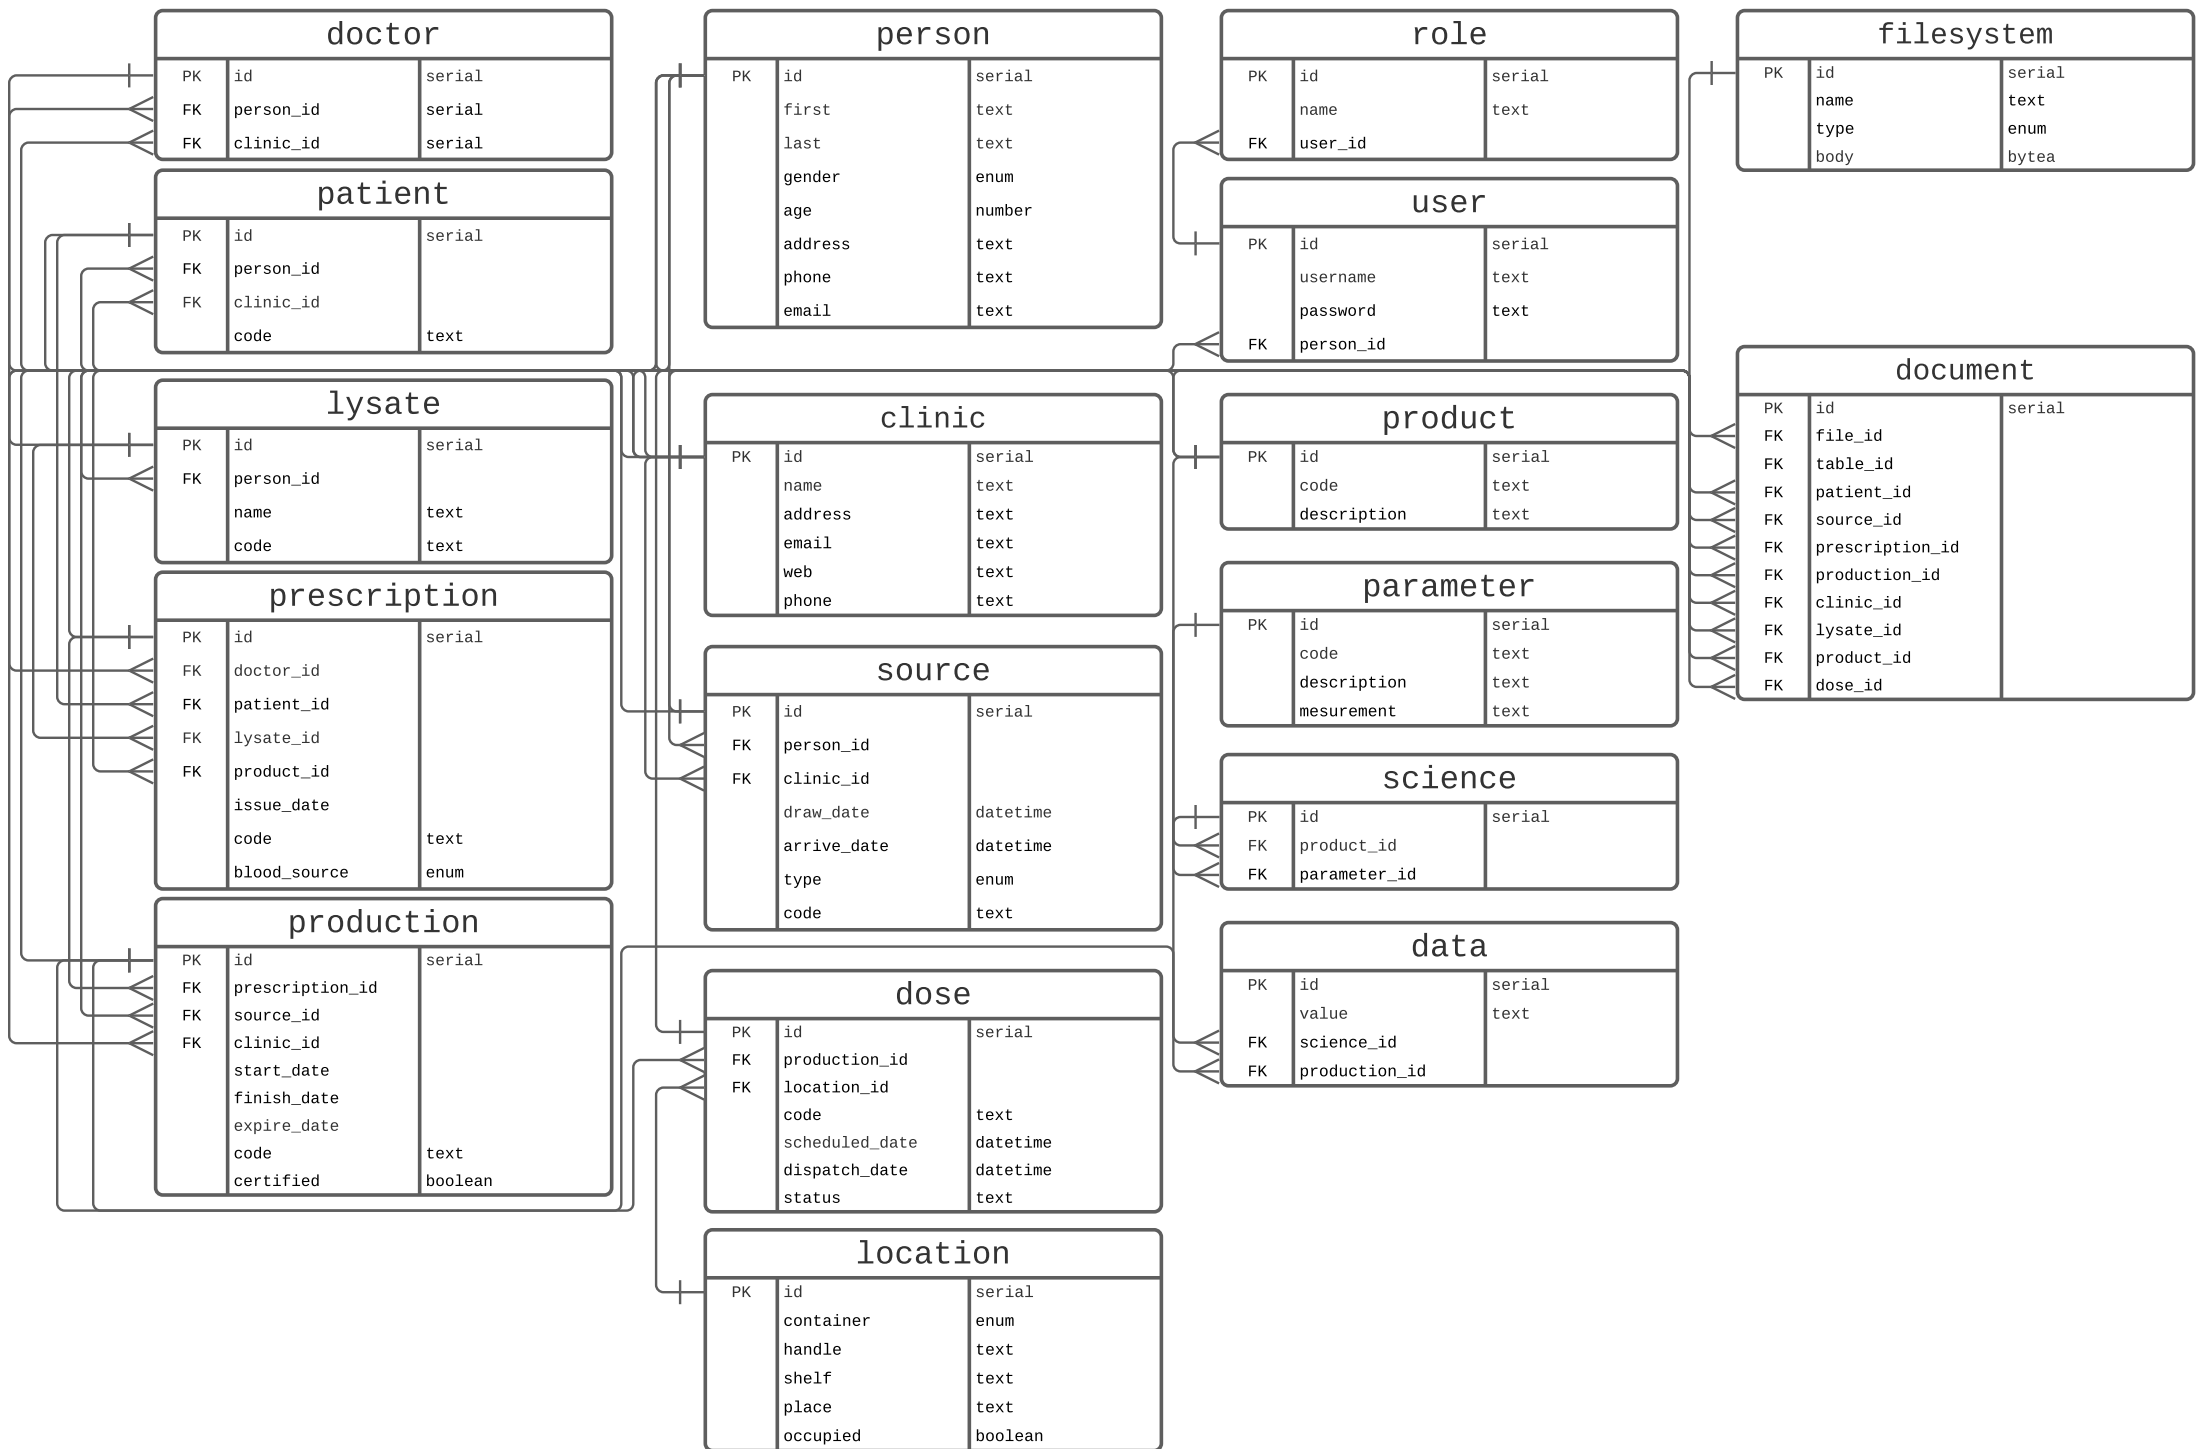 doctor
PK id serial
FK person_id serial
FK clinic_id serial
patient
PK id serial
FK person_id
FK clinic_id
code text
lysate
PK id serial
FK person_id
name text
code text
prescription
PK id serial
FK doctor_id
FK patient_id
FK lysate_id
FK product_id
issue_date
code text
blood_source enum
production
PK id serial
FK prescription_id
FK source_id
FK clinic_id
start_date
finish_date
expire_date
code text
certified boolean
person
PK id serial
first text
last text
gender enum
age number
address text
phone text
email text
clinic
PK id serial
name text
address text
email text
web text
phone text
source
PK id serial
FK person_id
FK clinic_id
draw_date datetime
arrive_date datetime
type enum
code text
dose
PK id serial
FK production_id
FK location_id
code text
scheduled_date datetime
dispatch_date datetime
status text
location
PK id serial
container enum
handle text
shelf text
place text
occupied boolean
role
PK id serial
name text
FK user_id
user
PK id serial
username text
password text
FK person_id
product
PK id serial
code text
description text
parameter
PK id serial
code text
description text
mesurement text
science
PK id serial
FK product_id
FK parameter_id
data
PK id serial
value text
FK science_id
FK production_id
filesystem
PK id serial
name text
type enum
body bytea
document
PK id serial
FK file_id
FK table_id
FK patient_id
FK source_id
FK prescription_id
FK production_id
FK clinic_id
FK lysate_id
FK product_id
FK dose_id